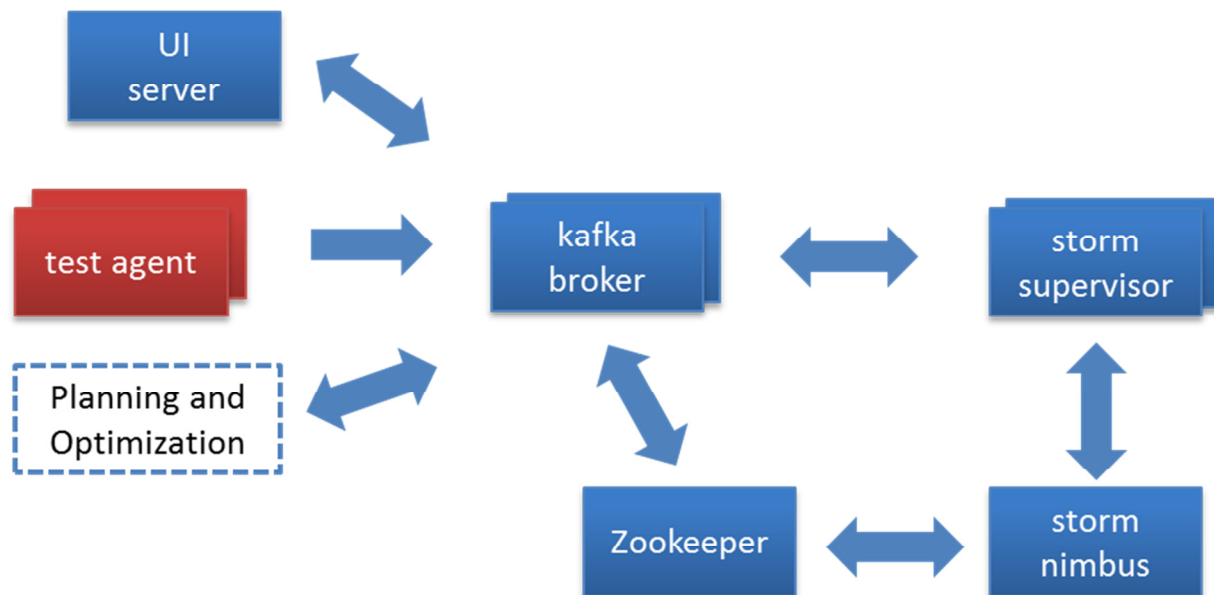 UI
server
test agent
kafka
broker
storm
supervisor
Planning and
Optimization
Zookeeper
storm
nimbus